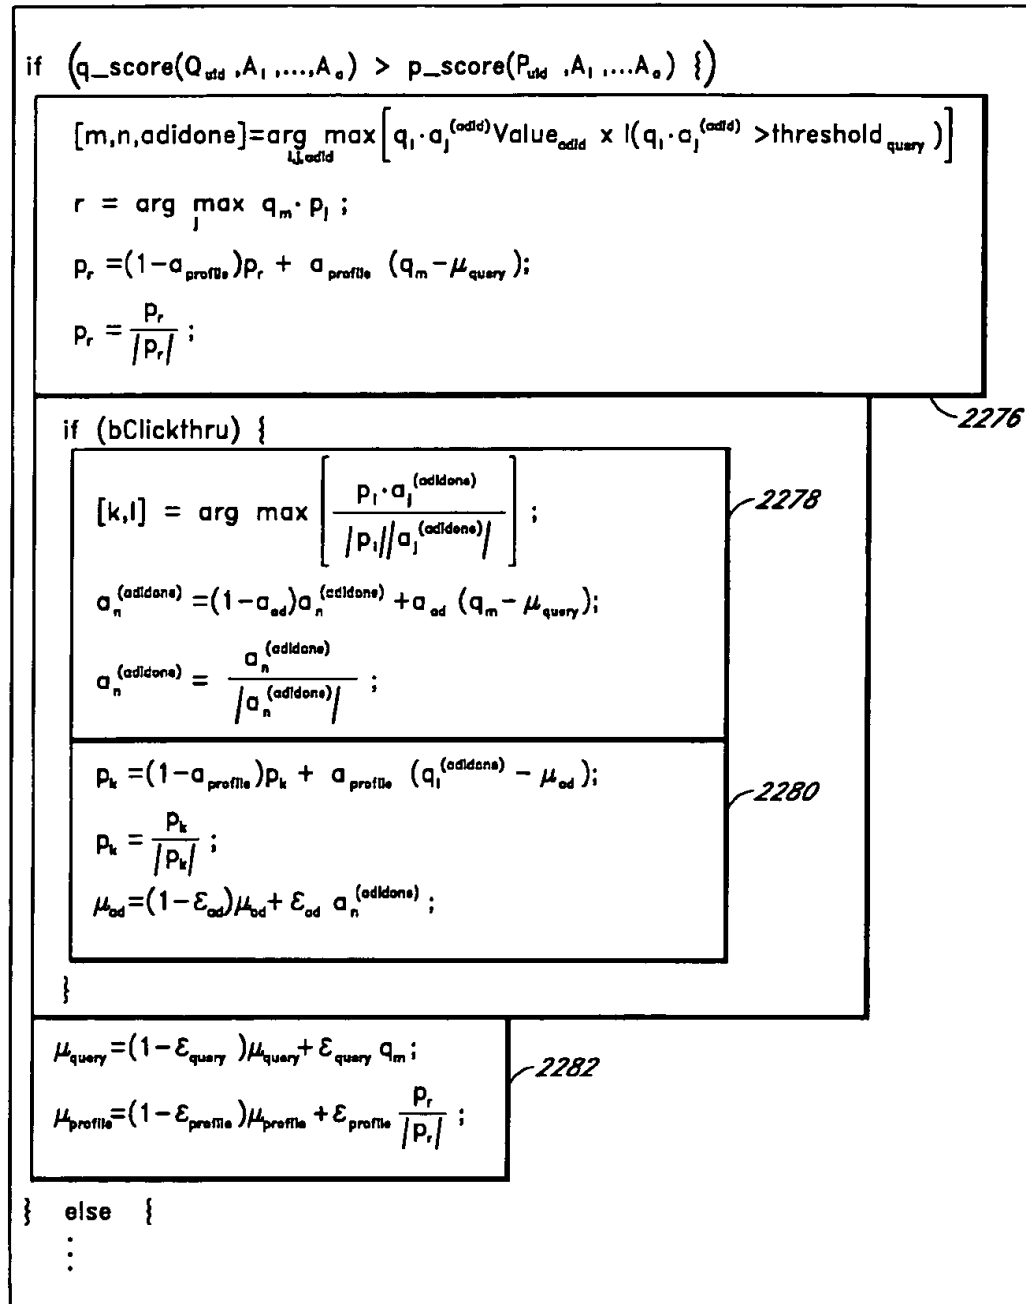 if (q_score(Q_uid ,A_1 ,...,A_a) > p_score(P_uid ,A_1 ,...A_a) {)
[m,n,adidone]=arg max_{i,j,adid}[q_i·a_j^(adid)Value_adid x I(q_i·a_j^(adid) >threshold_query)]
r = arg max_j q_m·p_j ;
p_r =(1-a_profile)p_r + a_profile (q_m-μ_query);
p_r = p_r / |p_r| ;
2276
if (bClickthru) {
[k,l] = arg max [ p_i·a_j^(adidone) / |p_i||a_j^(adidone)| ] ;
2278
a_n^(adidone) =(1-a_ad)a_n^(adidone) +a_ad (q_m-μ_query);
a_n^(adidone) = a_n^(adidone) / |a_n^(adidone)| ;
p_k =(1-a_profile)p_k + a_profile (q_l^(adidone) - μ_ad);
2280
p_k = p_k / |p_k| ;
μ_ad=(1-ε_ad)μ_ad+ ε_ad a_n^(adidone) ;
}
μ_query=(1-ε_query )μ_query+ ε_query q_m;
2282
μ_profile=(1-ε_profile)μ_profile + ε_profile p_r / |p_r| ;
} else {
⋮